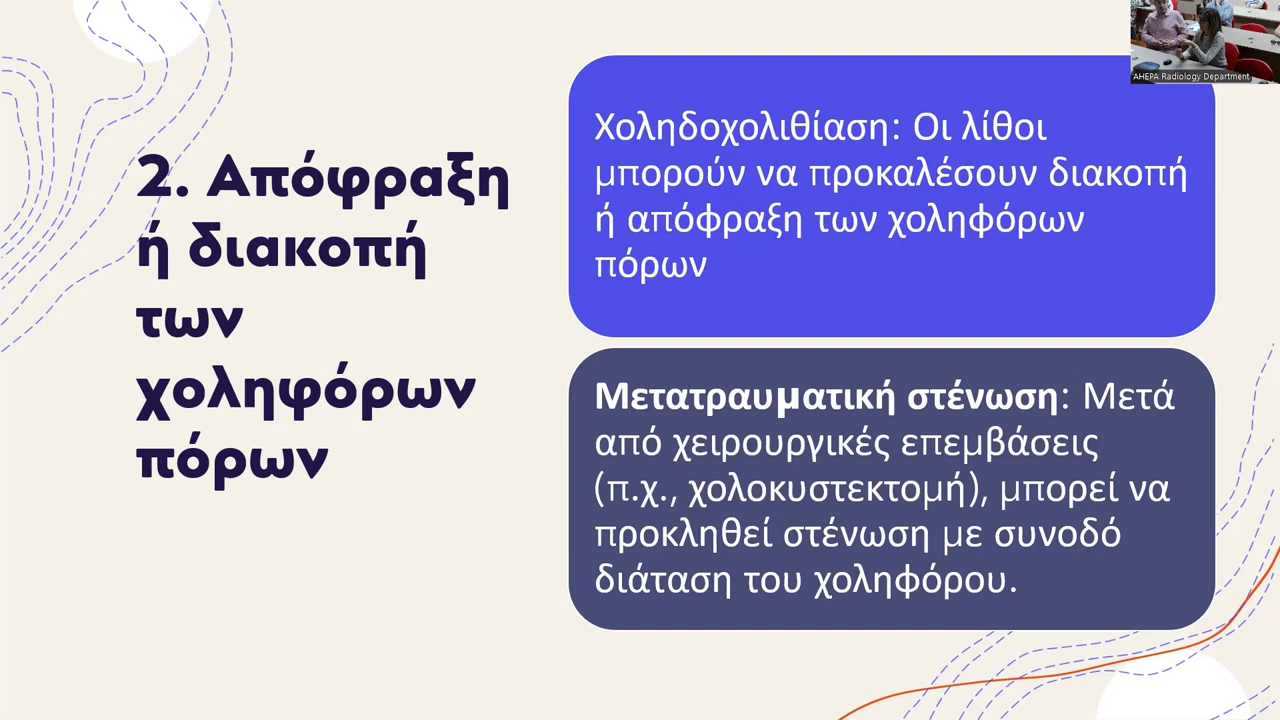 2. Απόφραξη
ή διακοπή
των
χοληφόρων
πόρων
Χοληδοχολιθίαση: Οι λίθοι
μπορούν να προκαλέσουν διακοπή
ή απόφραξη των χοληφόρων
πόρων
Μετατραυματική στένωση: Μετά
από χειρουργικές επεμβάσεις
(π.χ., χολοκυστεκτομή), μπορεί να
προκληθεί στένωση με συνοδό
διάταση του χοληφόρου.
AHEPA Radiology Department